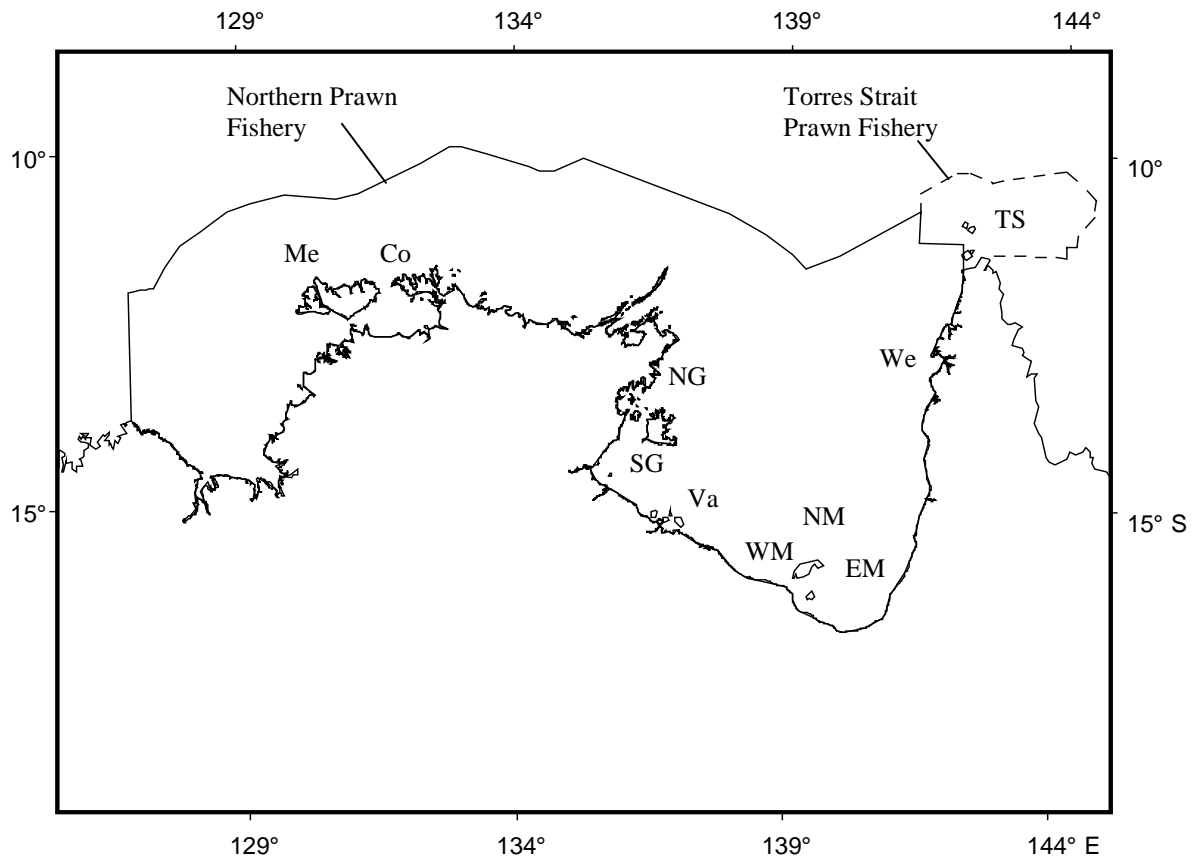 129° 134° 139° 144°
Northern Prawn
Fishery
Torres Strait
Prawn Fishery
10° 10°
TS
Me Co
We
NG
SG
Va
NM
15° 15° S
WM
EM
129° 134° 139° 144° E